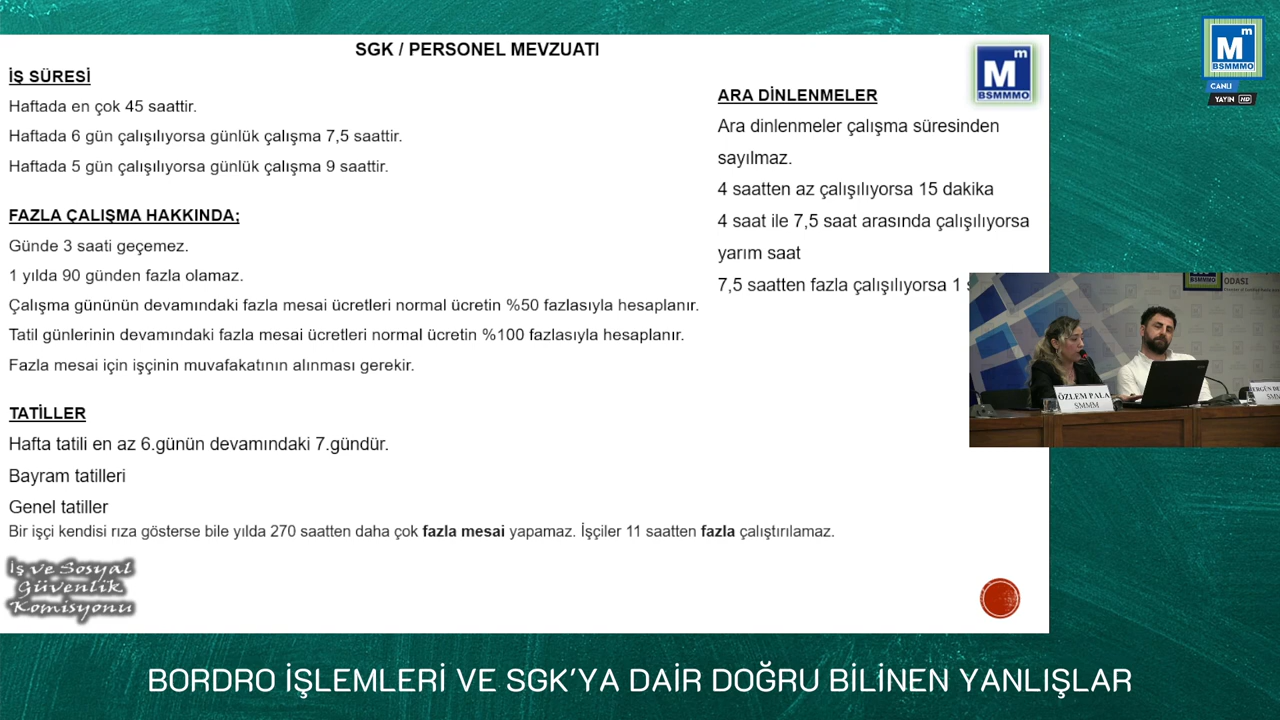 SGK / PERSONEL MEVZUATI
İŞ SÜRESİ
Haftada en çok 45 saattir.
Haftada 6 gün çalışılıyorsa günlük çalışma 7,5 saattir.
Haftada 5 gün çalışılıyorsa günlük çalışma 9 saattir.
FAZLA ÇALIŞMA HAKKINDA;
Günde 3 saati geçemez.
1 yılda 90 günden fazla olamaz.
Çalışma gününün devamındaki fazla mesai ücretleri normal ücretin %50 fazlasıyla hesaplanır.
Tatil günlerinin devamındaki fazla mesai ücretleri normal ücretin %100 fazlasıyla hesaplanır.
Fazla mesai için işçinin muvafakatının alınması gerekir.
TATİLLER
Hafta tatili en az 6.günün devamındaki 7.gündür.
Bayram tatilleri
Genel tatiller
Bir işçi kendisi rıza gösterse bile yılda 270 saatten daha çok fazla mesai yapamaz. İşçiler 11 saatten fazla çalıştırılamaz.
İş ve Sosyal
Güvenlik
Komisyonu
ARA DİNLENMELER
Ara dinlenmeler çalışma süresinden
sayılmaz.
4 saatten az çalışılıyorsa 15 dakika
4 saat ile 7,5 saat arasında çalışılıyorsa
yarım saat
7,5 saatten fazla çalışılıyorsa 1
Mm
BSMMMO
Mm
BSMMMO
CANLI
YAYIN HD
ODASI
ÖZLEM PALA
SMMM
BORDRO İŞLEMLERİ VE SGK'YA DAİR DOĞRU BİLİNEN YANLIŞLAR